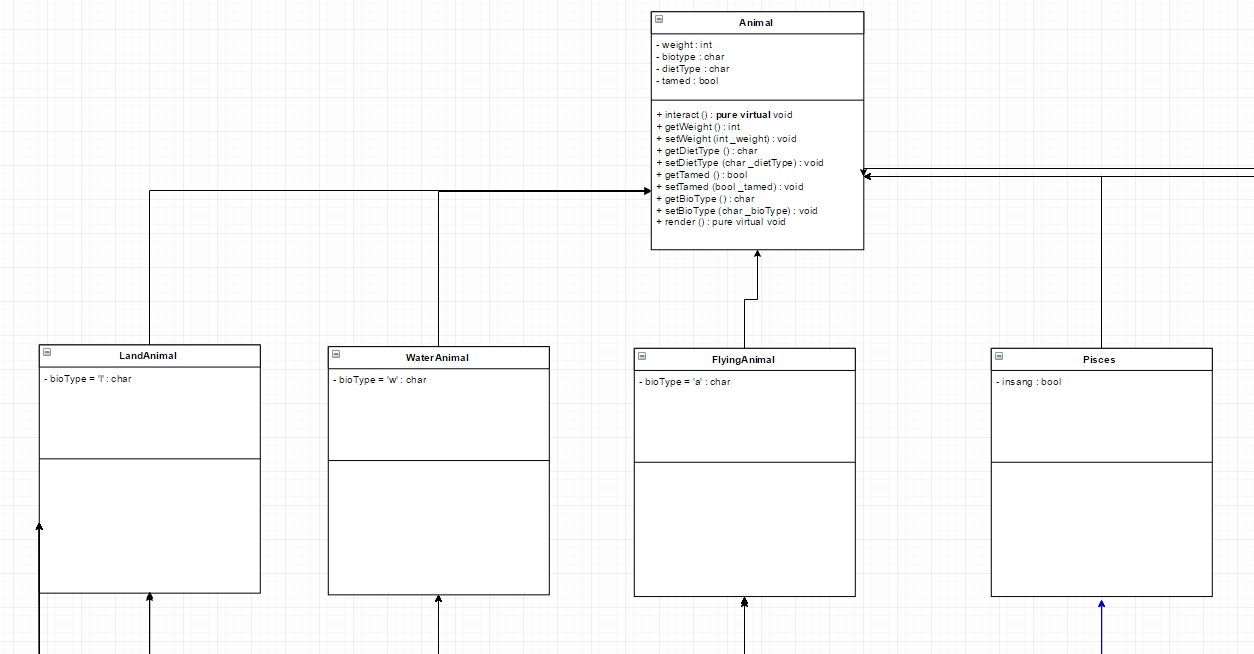 Animal
- weight : int
- biotype : char
- dietType : char
- tamed : bool
+ interact () : pure virtual void
+ getWeight () : int
+ setWeight (int _weight) : void
+ getDietType () : char
+ setDietType (char _dietType) : void
+ getTamed () : bool
+ setTamed (bool _tamed) : void
+ getBioType () : char
+ setBioType (char _bioType) : void
+ render () : pure virtual void
LandAnimal
- bioType = 'l' : char
WaterAnimal
- bioType = 'w' : char
FlyingAnimal
- bioType = 'a' : char
Pisces
- insang : bool